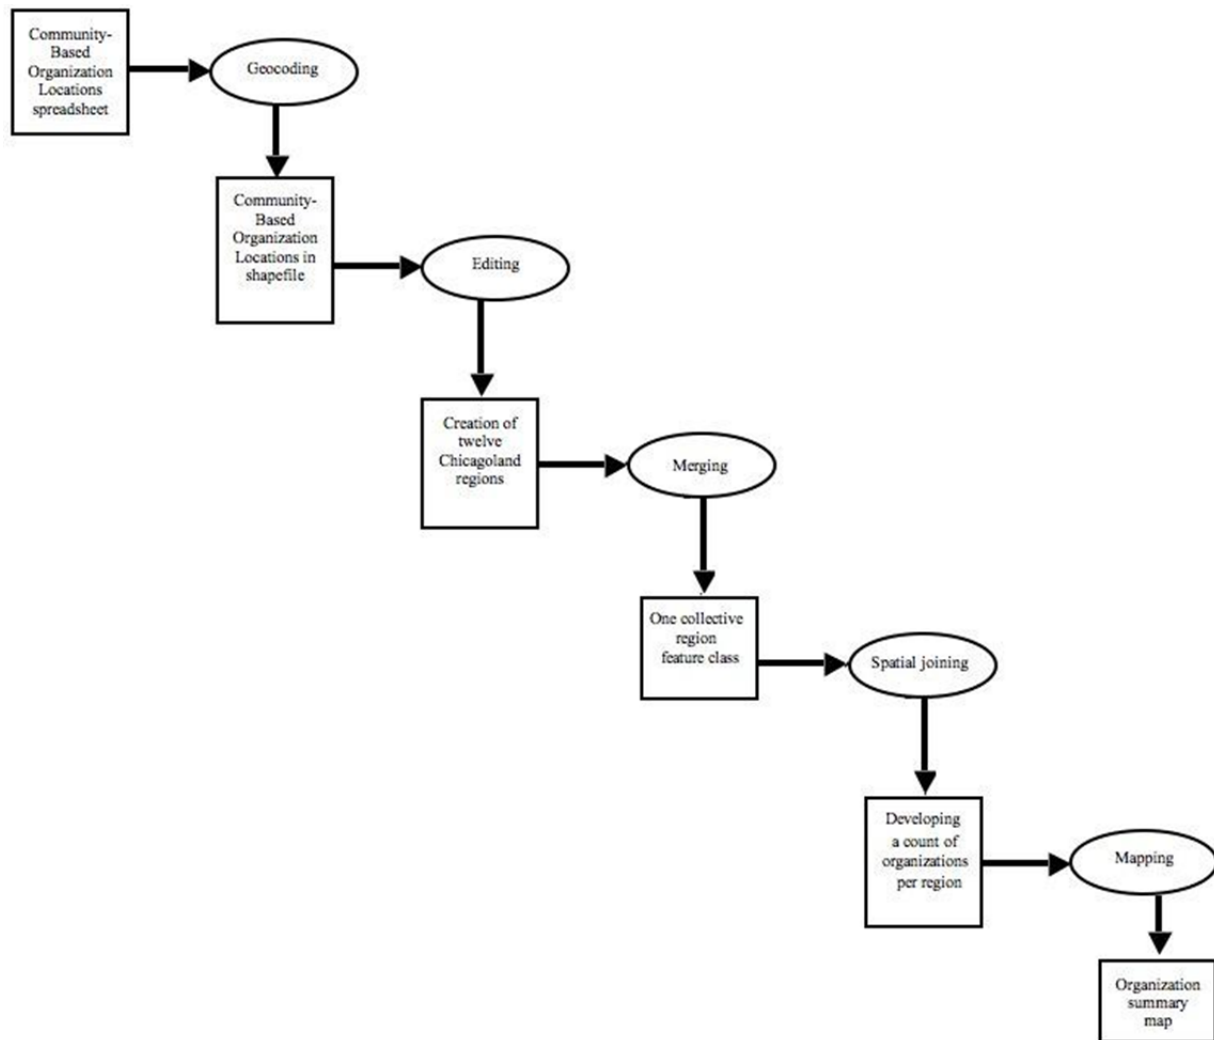 Community-
Based
Organization
Locations
spreadsheet
Geocoding
Community-
Based
Organization
Locations in
shapefile
Editing
Creation of
twelve
Chicagoland
regions
Merging
One collective
region
feature class
Spatial joining
Developing
a count of
organizations
per region
Mapping
Organization
summary
map